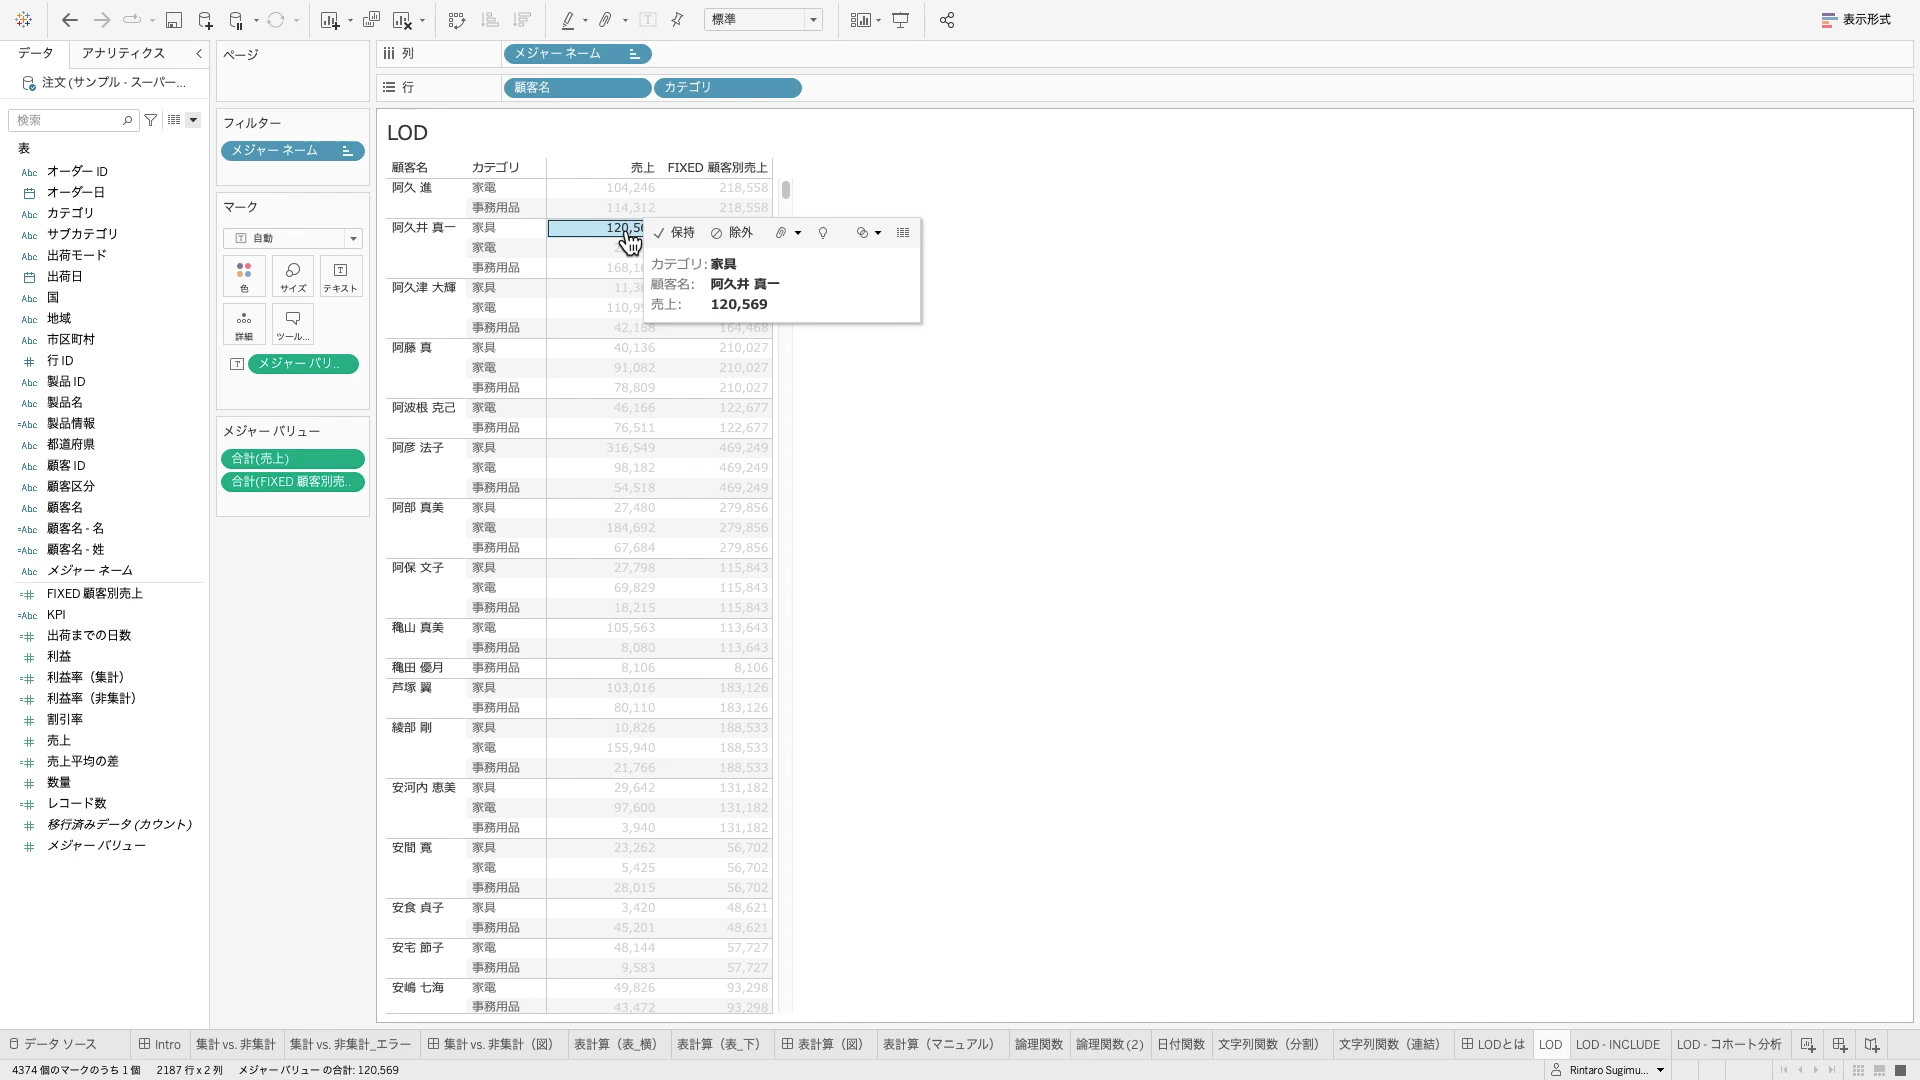 標準
表示形式
データ
アナリティクス
注文 (サンプル - スーパー...
検索
表
Abc オーダー ID
オーダー日
Abc カテゴリ
Abc サブカテゴリ
Abc 出荷モード
出荷日
Abc 国
Abc 地域
Abc 市区町村
# 行 ID
Abc 製品 ID
Abc 製品名
=Abc 製品情報
Abc 都道府県
Abc 顧客 ID
Abc 顧客区分
Abc 顧客名
=Abc 顧客名 - 名
=Abc 顧客名 - 姓
Abc メジャー ネーム
=# FIXED 顧客別売上
=Abc KPI
=# 出荷までの日数
# 利益
=# 利益率（集計）
=# 利益率（非集計）
# 割引率
# 売上
=# 売上平均の差
# 数量
=# レコード数
# 移行済みデータ (カウント)
# メジャー バリュー
ページ
フィルター
メジャー ネーム
マーク
自動
色
サイズ
テキスト
詳細
ツール...
メジャー バリ..
メジャー バリュー
合計(売上)
合計(FIXED 顧客別売..
列
メジャー ネーム
行
顧客名
カテゴリ
LOD
顧客名 カテゴリ 売上 FIXED 顧客別売上
阿久 進 家電 104,246 218,558
事務用品 114,312 218,558
阿久井 真一 家具 120,56
家電
事務用品 168,1
阿久津 大輝 家具 11,3
家電 110,9
事務用品 42,168 164,468
阿藤 真 家具 40,136 210,027
家電 91,082 210,027
事務用品 78,809 210,027
阿波根 克己 家電 46,166 122,677
事務用品 76,511 122,677
阿彦 法子 家具 316,549 469,249
家電 98,182 469,249
事務用品 54,518 469,249
阿部 真美 家具 27,480 279,856
家電 184,692 279,856
事務用品 67,684 279,856
阿保 文子 家具 27,798 115,843
家電 69,829 115,843
事務用品 18,215 115,843
穐山 真美 家電 105,563 113,643
事務用品 8,080 113,643
穐田 優月 事務用品 8,106 8,106
芦塚 翼 家具 103,016 183,126
事務用品 80,110 183,126
綾部 剛 家具 10,826 188,533
家電 155,940 188,533
事務用品 21,766 188,533
安河内 恵美 家具 29,642 131,182
家電 97,600 131,182
事務用品 3,940 131,182
安間 寛 家具 23,262 56,702
家電 5,425 56,702
事務用品 28,015 56,702
安食 貞子 家具 3,420 48,621
事務用品 45,201 48,621
安宅 節子 家電 48,144 57,727
事務用品 9,583 57,727
安嶋 七海 家電 49,826 93,298
事務用品 43,472 93,298
保持
除外
カテゴリ: 家具
顧客名: 阿久井 真一
売上: 120,569
データ ソース
Intro
集計 vs. 非集計
集計 vs. 非集計_エラー
集計 vs. 非集計（図）
表計算（表_横）
表計算（表_下）
表計算（図）
表計算（マニュアル）
論理関数
論理関数 (2)
日付関数
文字列関数（分割）
文字列関数（連結）
LODとは
LOD
LOD - INCLUDE
LOD - コホート分析
4374 個のマークのうち 1 個
2187 行 x 2 列
メジャー バリュー の合計: 120,569
Rintaro Sugimu...